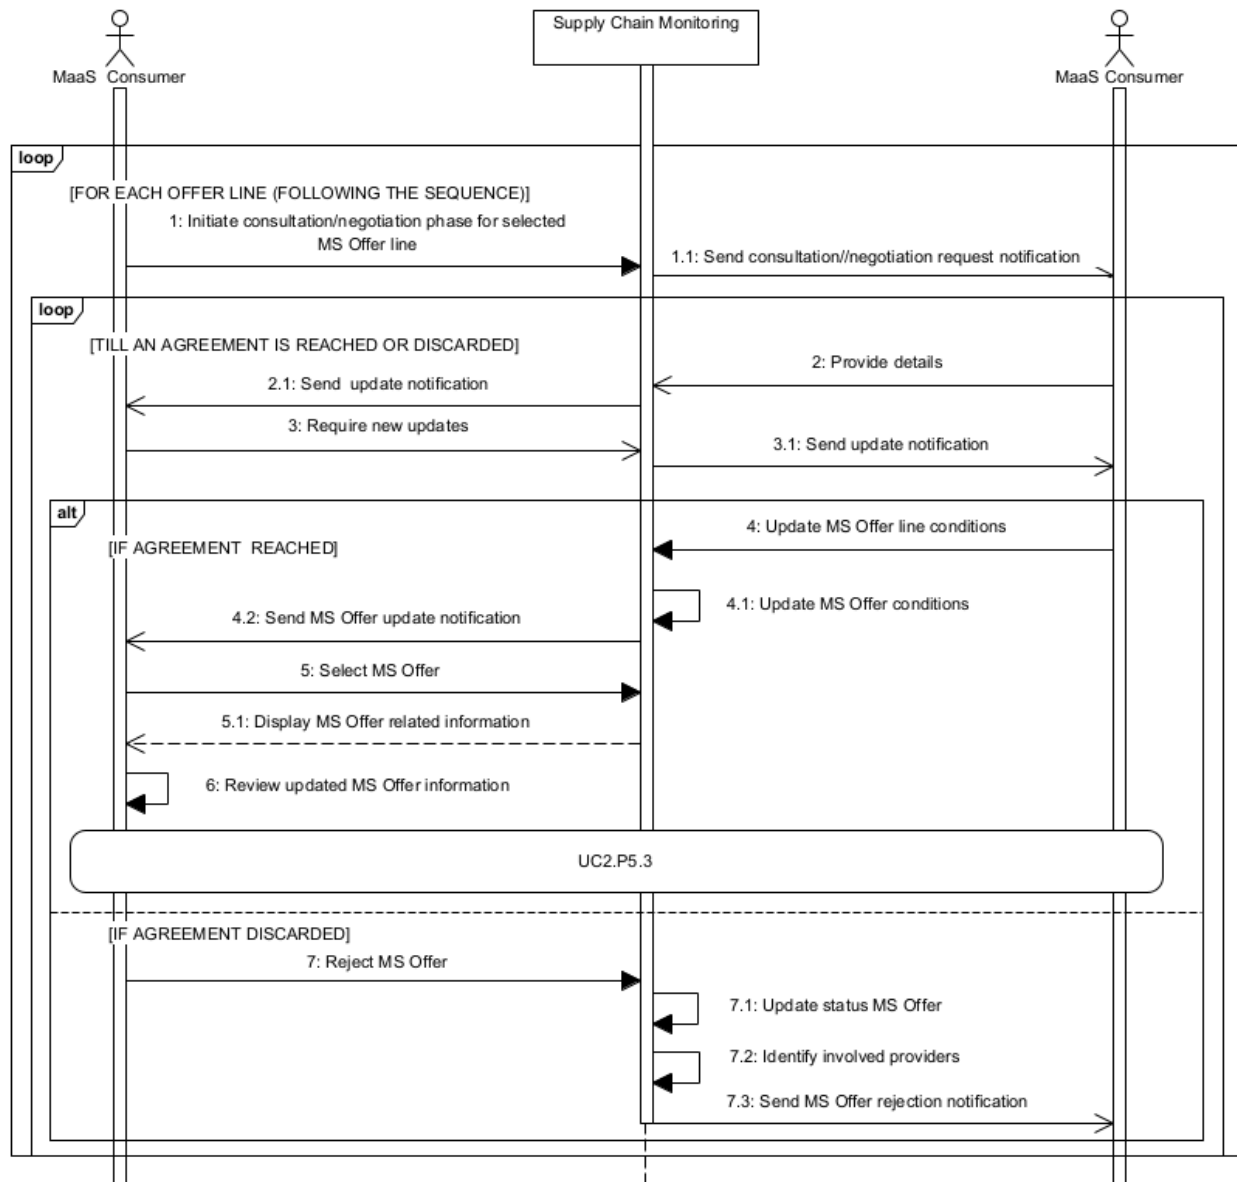 Supply Chain Monitoring
MaaS  Consumer
MaaS Consumer
loop
[FOR EACH OFFER LINE (FOLLOWING THE SEQUENCE)]
1: Initiate consultation/negotiation phase for selected
MS Offer line
1.1: Send consultation//negotiation request notification
loop
[TILL AN AGREEMENT IS REACHED OR DISCARDED]
2: Provide details
2.1: Send  update notification
3: Require new updates
3.1: Send update notification
alt
4: Update MS Offer line conditions
[IF AGREEMENT  REACHED]
4.1: Update MS Offer conditions
4.2: Send MS Offer update notification
5: Select MS Offer
5.1: Display MS Offer related information
6: Review updated MS Offer information
UC2.P5.3
[IF AGREEMENT DISCARDED]
7: Reject MS Offer
7.1: Update status MS Offer
7.2: Identify involved providers
7.3: Send MS Offer rejection notification